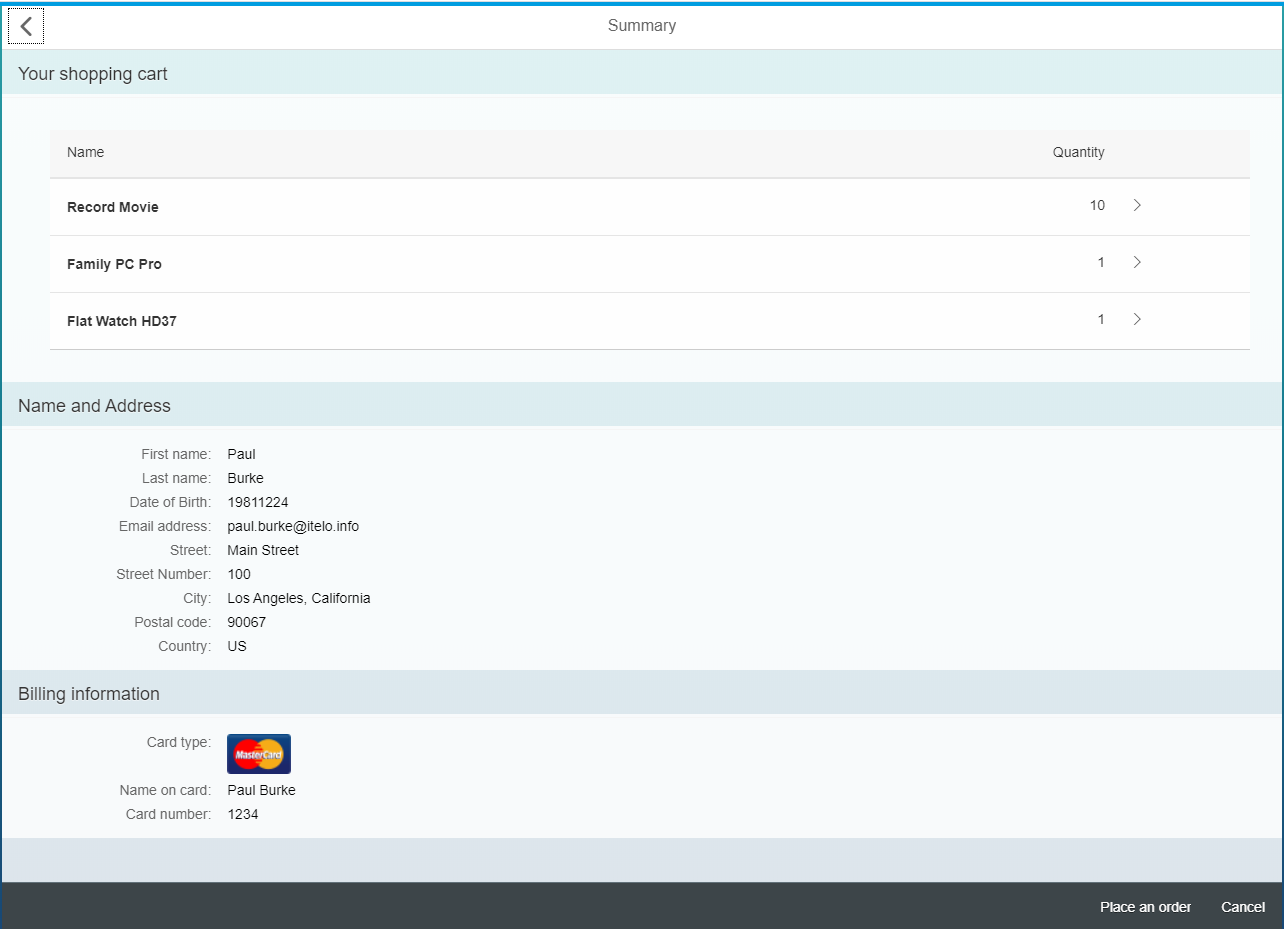 Summary
Your shopping cart
Name Quantity
Record Movie 10
Family PC Pro 1
Flat Watch HD37 1
Name and Address
First name: Paul
Last name: Burke
Date of Birth: 19811224
Email address: paul.burke@itelo.info
Street: Main Street
Street Number: 100
City: Los Angeles, California
Postal code: 90067
Country: US
Billing information
Card type: MasterCard
Name on card: Paul Burke
Card number: 1234
Place an order Cancel